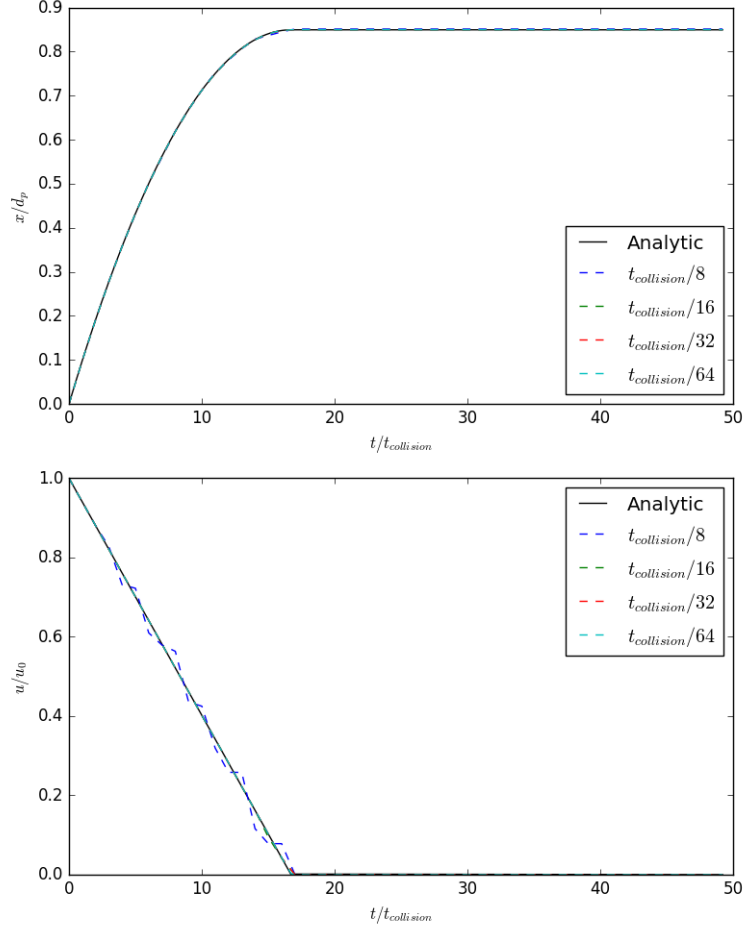 0.9
0.8
0.7
0.6
0.5
0.4
0.3
0.2
0.1
0.0
x/d_p
0 10 20 30 40 50
t/t_collision
Analytic
t_collision/8
t_collision/16
t_collision/32
t_collision/64
1.0
0.8
0.6
0.4
0.2
0.0
u/u_0
0 10 20 30 40 50
t/t_collision
Analytic
t_collision/8
t_collision/16
t_collision/32
t_collision/64